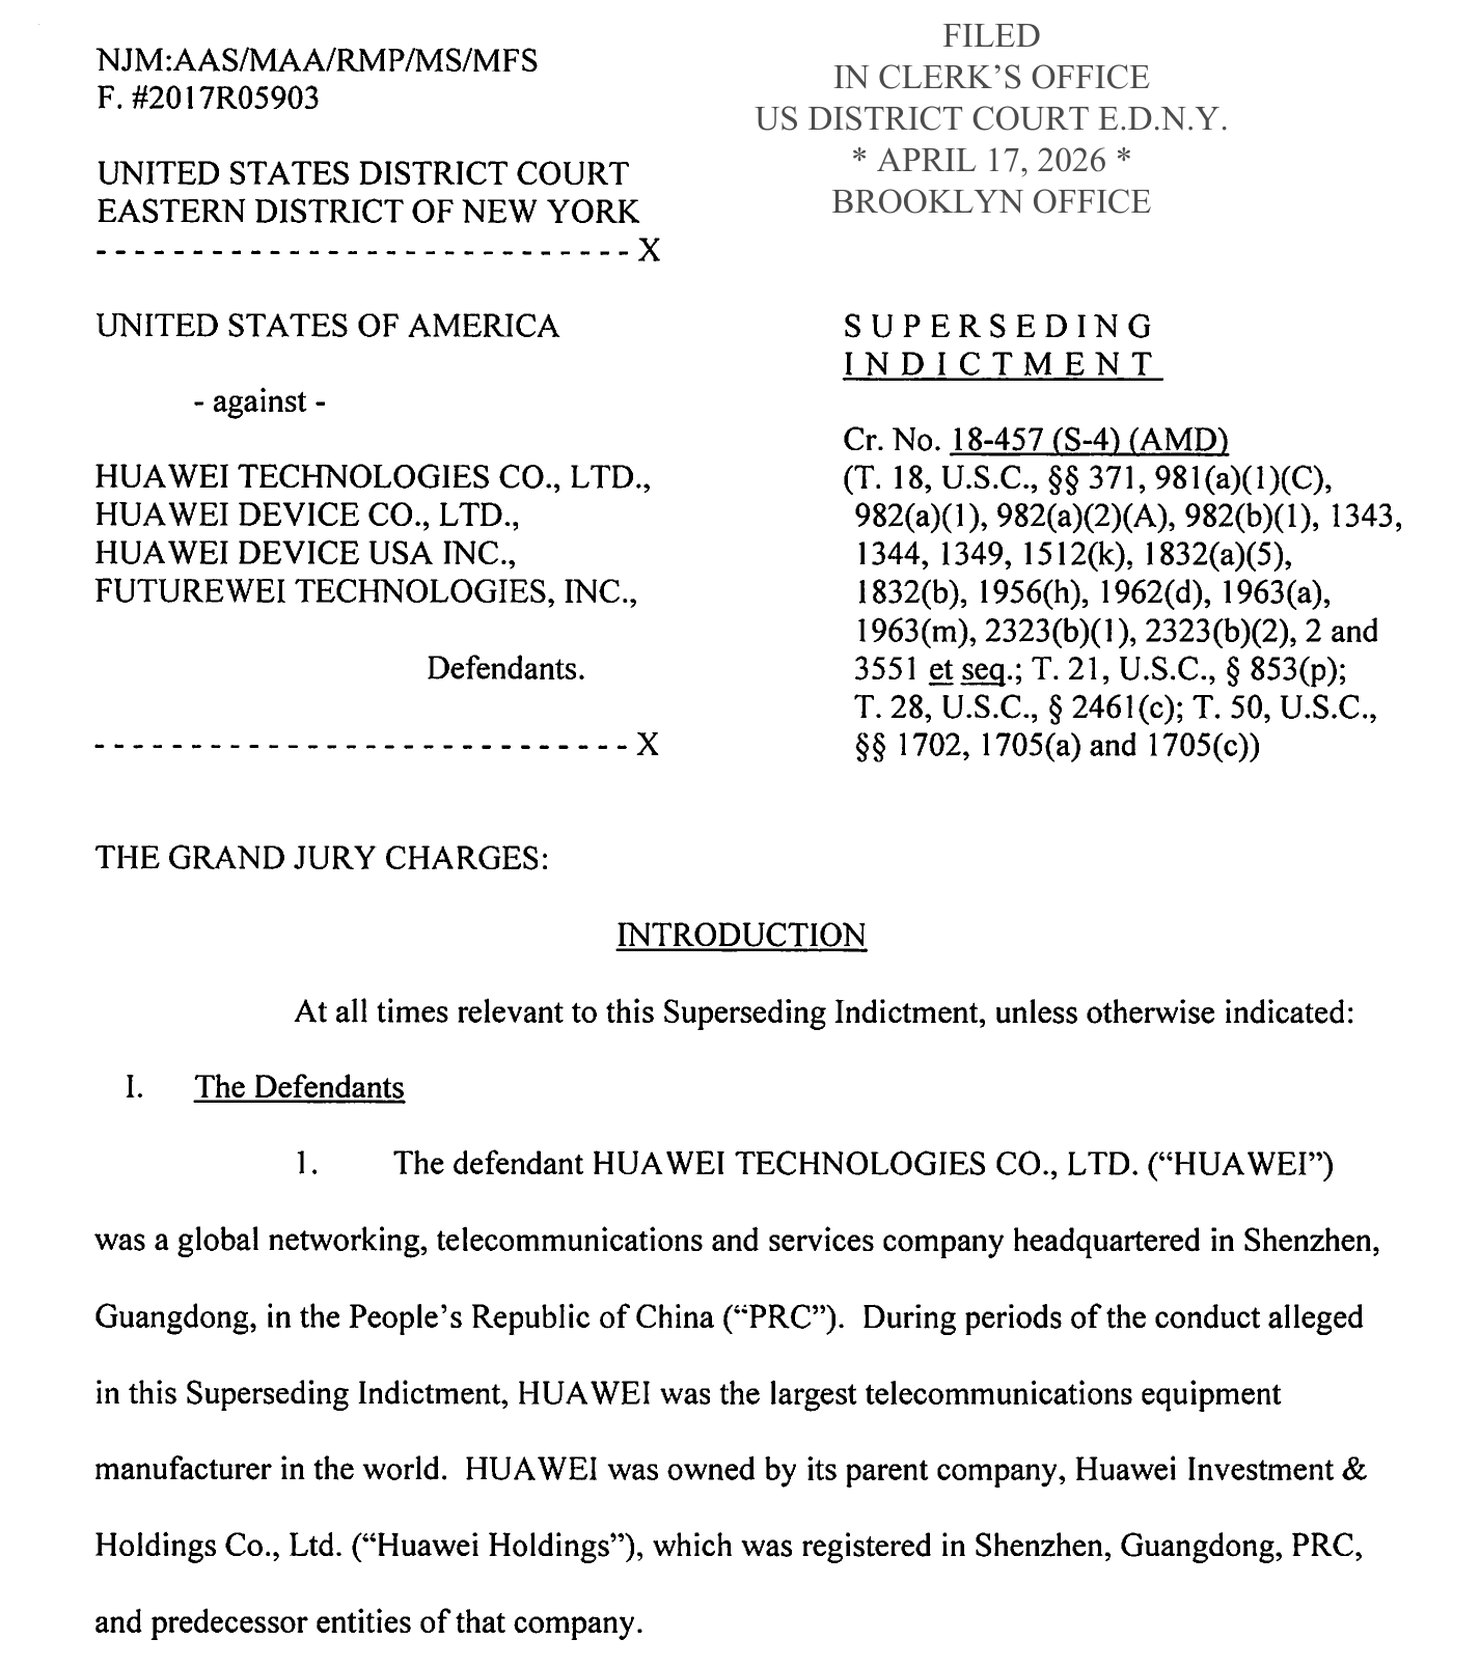 NJM:AAS/MAA/RMP/MS/MFS
F. #2017R05903
FILED
IN CLERK’S OFFICE
US DISTRICT COURT E.D.N.Y.
* APRIL 17, 2026 *
BROOKLYN OFFICE
UNITED STATES DISTRICT COURT
EASTERN DISTRICT OF NEW YORK
- - - - - - - - - - - - - - - - - - - - - - - - - - - - X
UNITED STATES OF AMERICA
- against -
HUAWEI TECHNOLOGIES CO., LTD.,
HUAWEI DEVICE CO., LTD.,
HUAWEI DEVICE USA INC.,
FUTUREWEI TECHNOLOGIES, INC.,
Defendants.
- - - - - - - - - - - - - - - - - - - - - - - - - - - - X
SUPERSEDING
INDICTMENT
Cr. No. 18-457 (S-4) (AMD)
(T. 18, U.S.C., §§ 371, 981(a)(1)(C),
982(a)(1), 982(a)(2)(A), 982(b)(1), 1343,
1344, 1349, 1512(k), 1832(a)(5),
1832(b), 1956(h), 1962(d), 1963(a),
1963(m), 2323(b)(1), 2323(b)(2), 2 and
3551 et seq.; T. 21, U.S.C., § 853(p);
T. 28, U.S.C., § 2461(c); T. 50, U.S.C.,
§§ 1702, 1705(a) and 1705(c))
THE GRAND JURY CHARGES:
INTRODUCTION
At all times relevant to this Superseding Indictment, unless otherwise indicated:
I. The Defendants
1. The defendant HUAWEI TECHNOLOGIES CO., LTD. (“HUAWEI”)
was a global networking, telecommunications and services company headquartered in Shenzhen,
Guangdong, in the People’s Republic of China (“PRC”). During periods of the conduct alleged
in this Superseding Indictment, HUAWEI was the largest telecommunications equipment
manufacturer in the world. HUAWEI was owned by its parent company, Huawei Investment &
Holdings Co., Ltd. (“Huawei Holdings”), which was registered in Shenzhen, Guangdong, PRC,
and predecessor entities of that company.